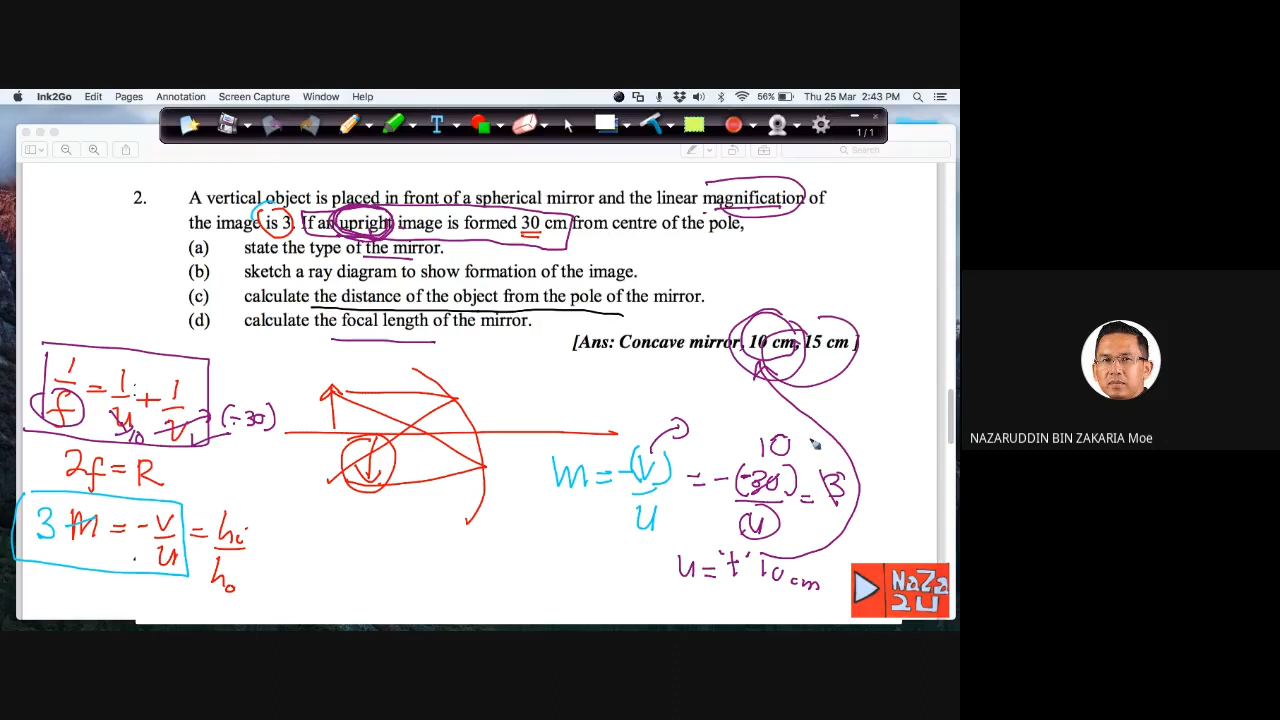 Ink2Go Edit Pages Annotation Screen Capture Window Help 56% Thu 25 Mar 2:43 PM
T 1/1
Search
2. A vertical object is placed in front of a spherical mirror and the linear magnification of
the image is 3. If an upright image is formed 30 cm from centre of the pole,
(a) state the type of the mirror.
(b) sketch a ray diagram to show formation of the image.
(c) calculate the distance of the object from the pole of the mirror.
(d) calculate the focal length of the mirror.
[Ans: Concave mirror, 10 cm, 15 cm ]
1/f = 1/u + 1/v
10 (-30)
2f = R
3 m = -v/u = hi/ho
m = -(v)/u = -(-30)/(u) = 3
10
u = '+' 10 cm
NaZa
2U
NAZARUDDIN BIN ZAKARIA Moe